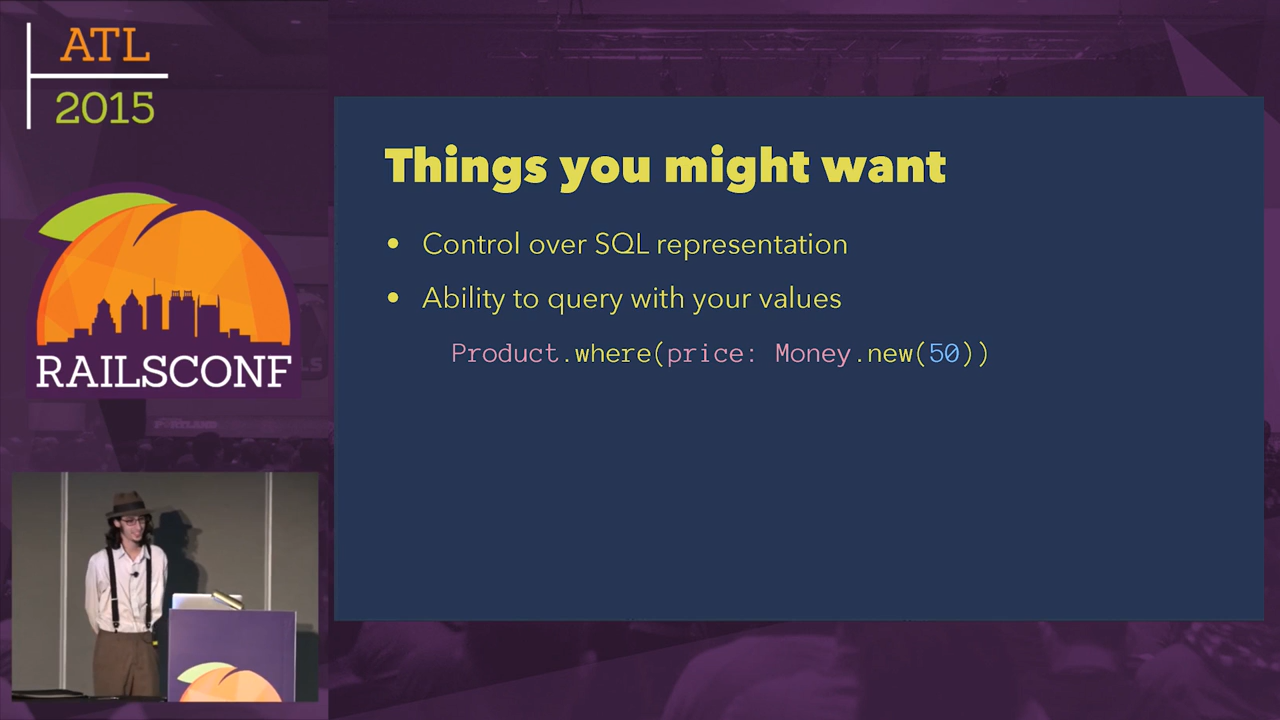 ATL
2015
RAILSCONF
Things you might want
• Control over SQL representation
• Ability to query with your values
Product.where(price: Money.new(50))